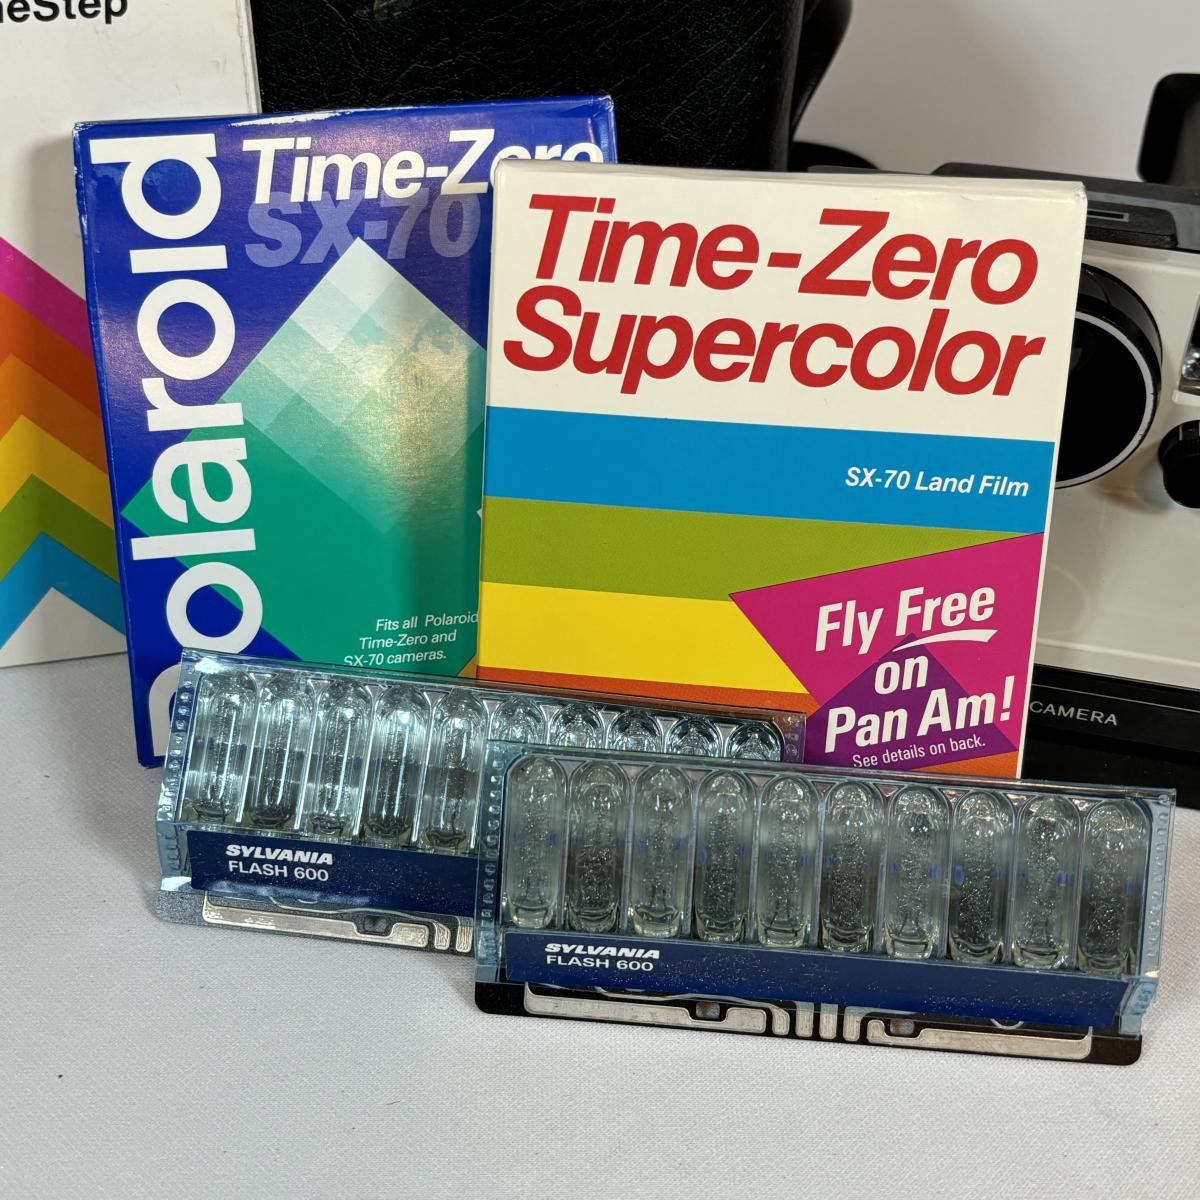 neStep
Polaroid
Time-Zero
SX-70
Fits all Polaroid
Time-Zero and
SX-70 cameras.
Time-Zero
Supercolor
SX-70 Land Film
Fly Free
on
Pan Am!
See details on back.
CAMERA
SYLVANIA
FLASH 600
SYLVANIA
FLASH 600